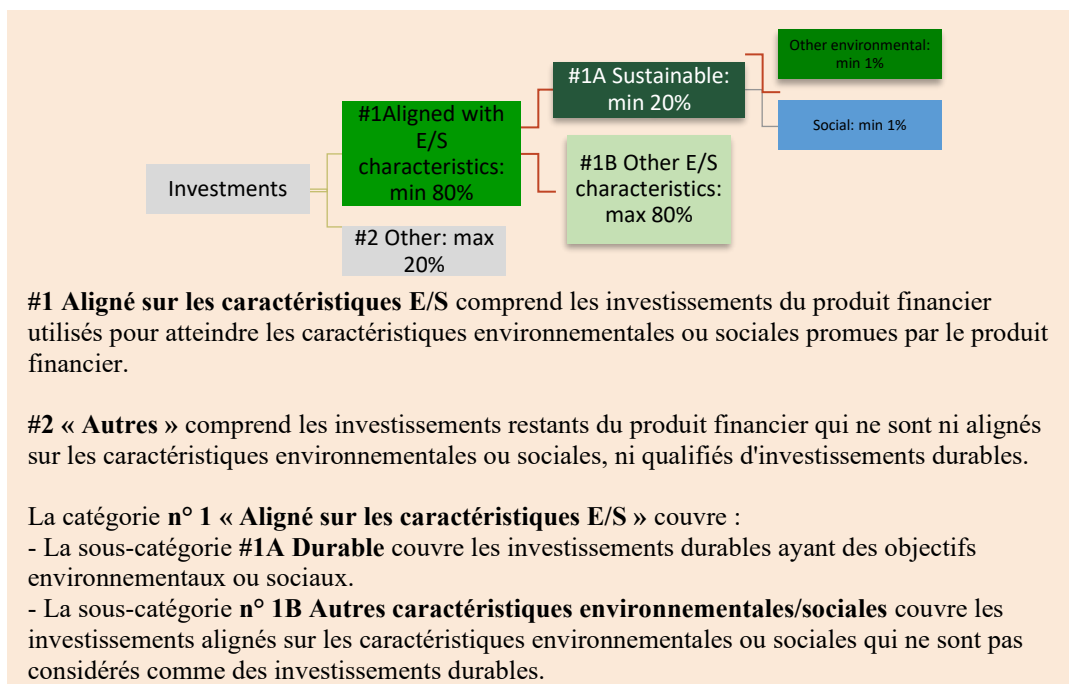 Other environmental:
min 1%
#1A Sustainable:
min 20%
Social: min 1%
#1Aligned with
E/S
characteristics:
min 80%
#1B Other E/S
characteristics:
max 80%
Investments
#2 Other: max
20%
#1 Aligné sur les caractéristiques E/S comprend les investissements du produit financier
utilisés pour atteindre les caractéristiques environnementales ou sociales promues par le produit
financier.
#2 « Autres » comprend les investissements restants du produit financier qui ne sont ni alignés
sur les caractéristiques environnementales ou sociales, ni qualifiés d'investissements durables.
La catégorie n° 1 « Aligné sur les caractéristiques E/S » couvre :
- La sous-catégorie #1A Durable couvre les investissements durables ayant des objectifs
environnementaux ou sociaux.
- La sous-catégorie n° 1B Autres caractéristiques environnementales/sociales couvre les
investissements alignés sur les caractéristiques environnementales ou sociales qui ne sont pas
considérés comme des investissements durables.